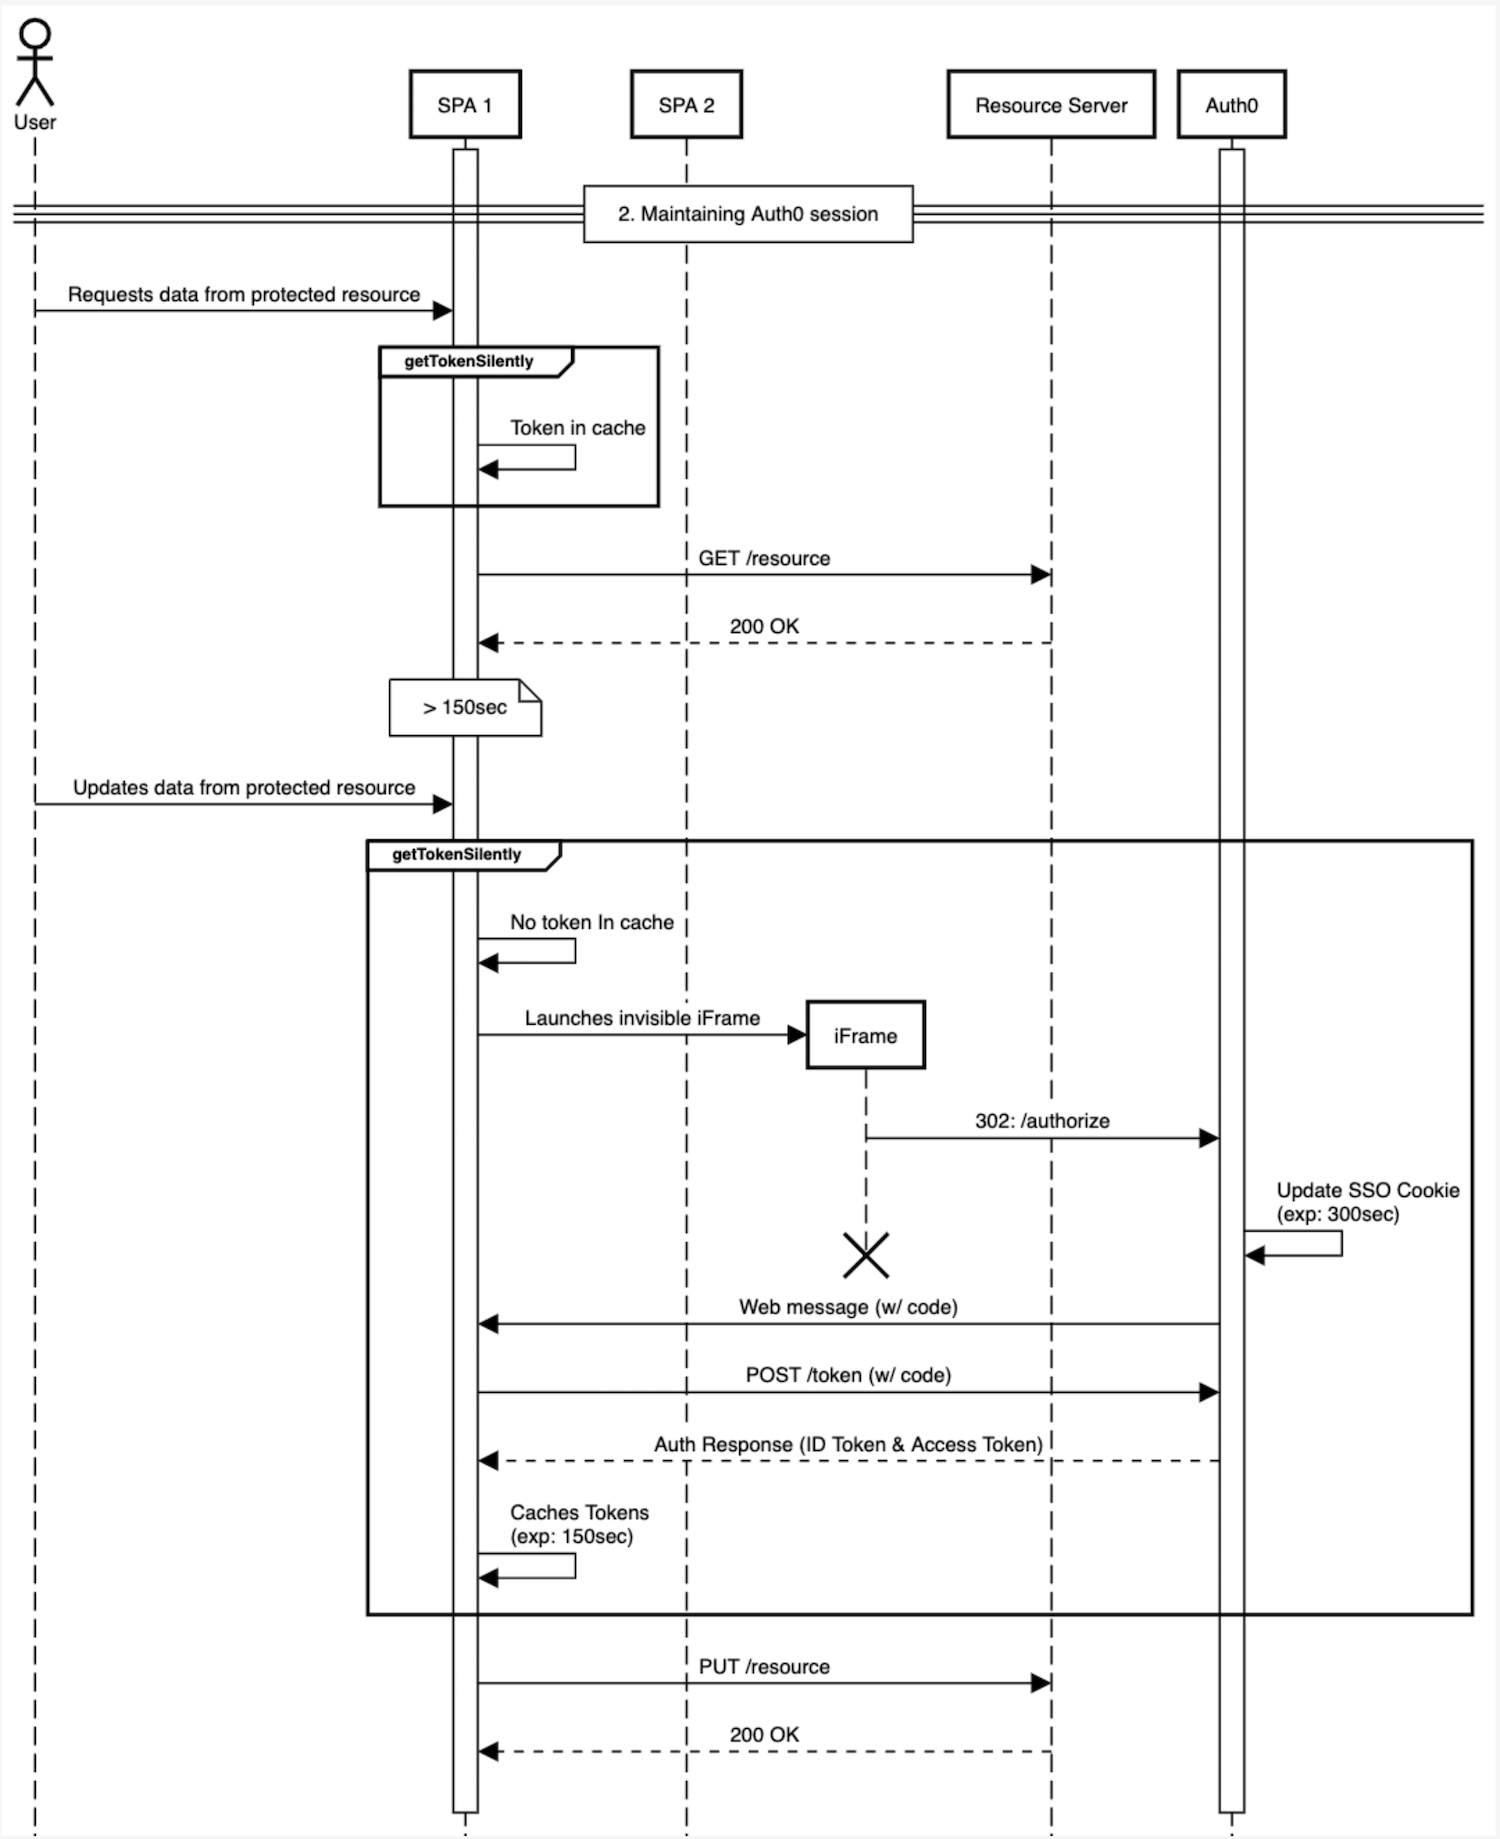 User
SPA 1
SPA 2
Resource Server
Auth0
2. Maintaining Auth0 session
Requests data from protected resource
getTokenSilently
Token in cache
GET /resource
200 OK
> 150sec
Updates data from protected resource
getTokenSilently
No token In cache
Launches invisible iFrame
iFrame
302: /authorize
Update SSO Cookie
(exp: 300sec)
Web message (w/ code)
POST /token (w/ code)
Auth Response (ID Token & Access Token)
Caches Tokens
(exp: 150sec)
PUT /resource
200 OK